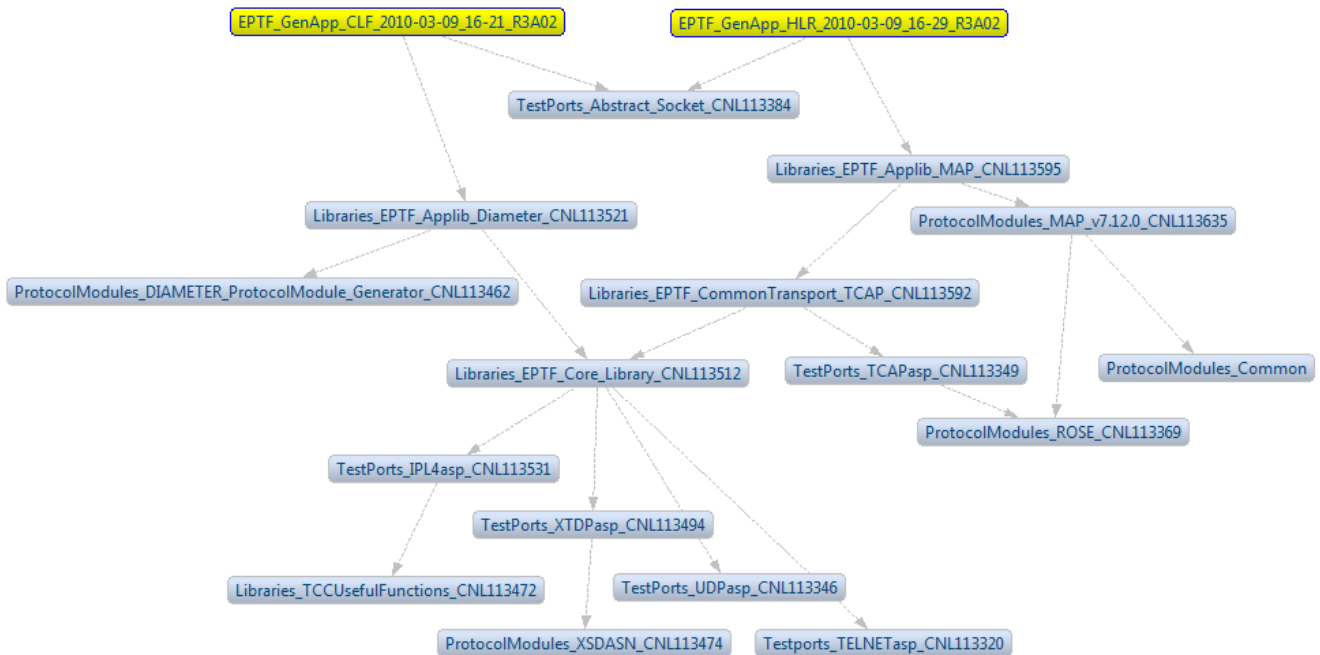 EPTF_GenApp_CLF_2010-03-09_16-21_R3A02
EPTF_GenApp_HLR_2010-03-09_16-29_R3A02
TestPorts_Abstract_Socket_CNL113384
Libraries_EPTF_Applib_MAP_CNL113595
Libraries_EPTF_Applib_Diameter_CNL113521
ProtocolModules_MAP_v7.12.0_CNL113635
ProtocolModules_DIAMETER_ProtocolModule_Generator_CNL113462
Libraries_EPTF_CommonTransport_TCAP_CNL113592
Libraries_EPTF_Core_Library_CNL113512
TestPorts_TCAPasp_CNL113349
ProtocolModules_Common
ProtocolModules_ROSE_CNL113369
TestPorts_IPL4asp_CNL113531
TestPorts_XTDPasp_CNL113494
Libraries_TCCUsefulFunctions_CNL113472
TestPorts_UDPasp_CNL113346
ProtocolModules_XSDASN_CNL113474
Testports_TELNETasp_CNL113320